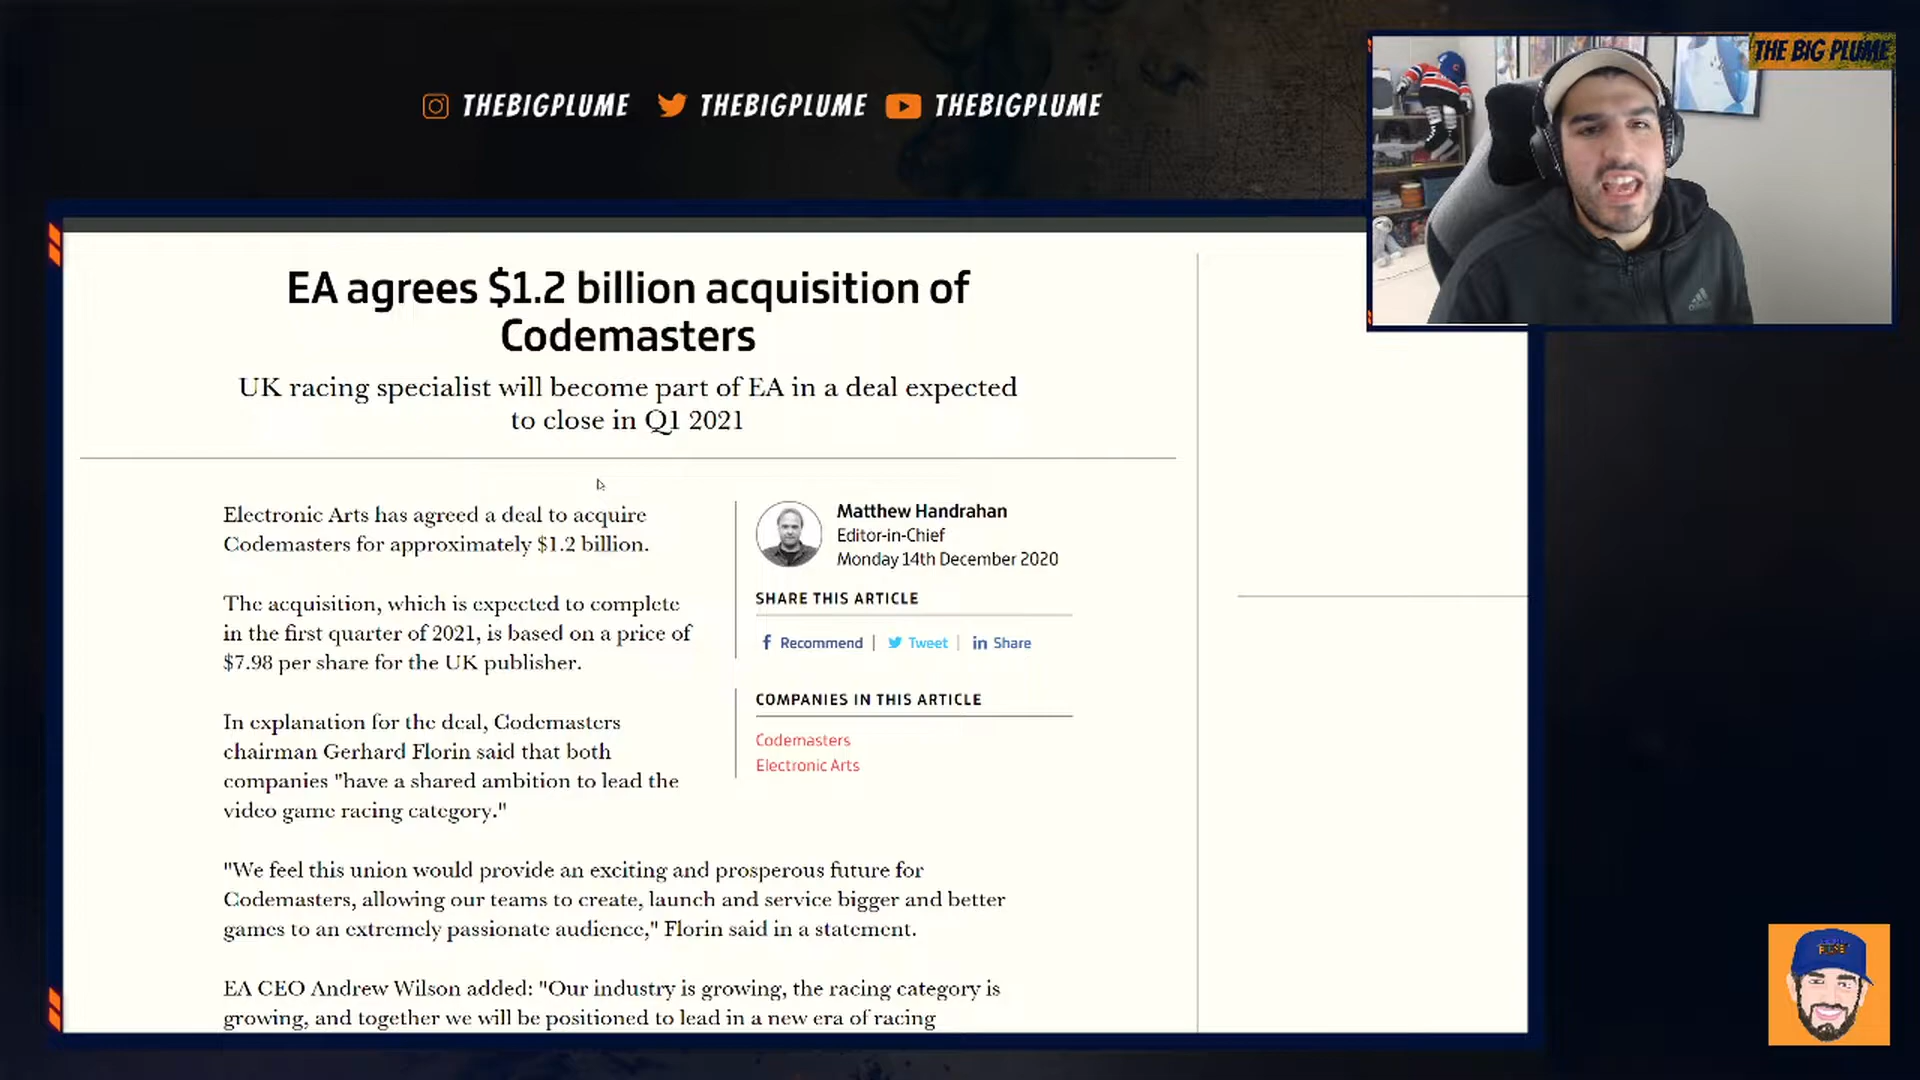 THEBIGPLUME THEBIGPLUME THEBIGPLUME
THE BIG PLUME
EA agrees $1.2 billion acquisition of
Codemasters
UK racing specialist will become part of EA in a deal expected
to close in Q1 2021
Electronic Arts has agreed a deal to acquire
Codemasters for approximately $1.2 billion.
The acquisition, which is expected to complete
in the first quarter of 2021, is based on a price of
$7.98 per share for the UK publisher.
In explanation for the deal, Codemasters
chairman Gerhard Florin said that both
companies "have a shared ambition to lead the
video game racing category."
Matthew Handrahan
Editor-in-Chief
Monday 14th December 2020
SHARE THIS ARTICLE
f Recommend | Tweet | in Share
COMPANIES IN THIS ARTICLE
Codemasters
Electronic Arts
"We feel this union would provide an exciting and prosperous future for
Codemasters, allowing our teams to create, launch and service bigger and better
games to an extremely passionate audience," Florin said in a statement.
EA CEO Andrew Wilson added: "Our industry is growing, the racing category is
growing, and together we will be positioned to lead in a new era of racing